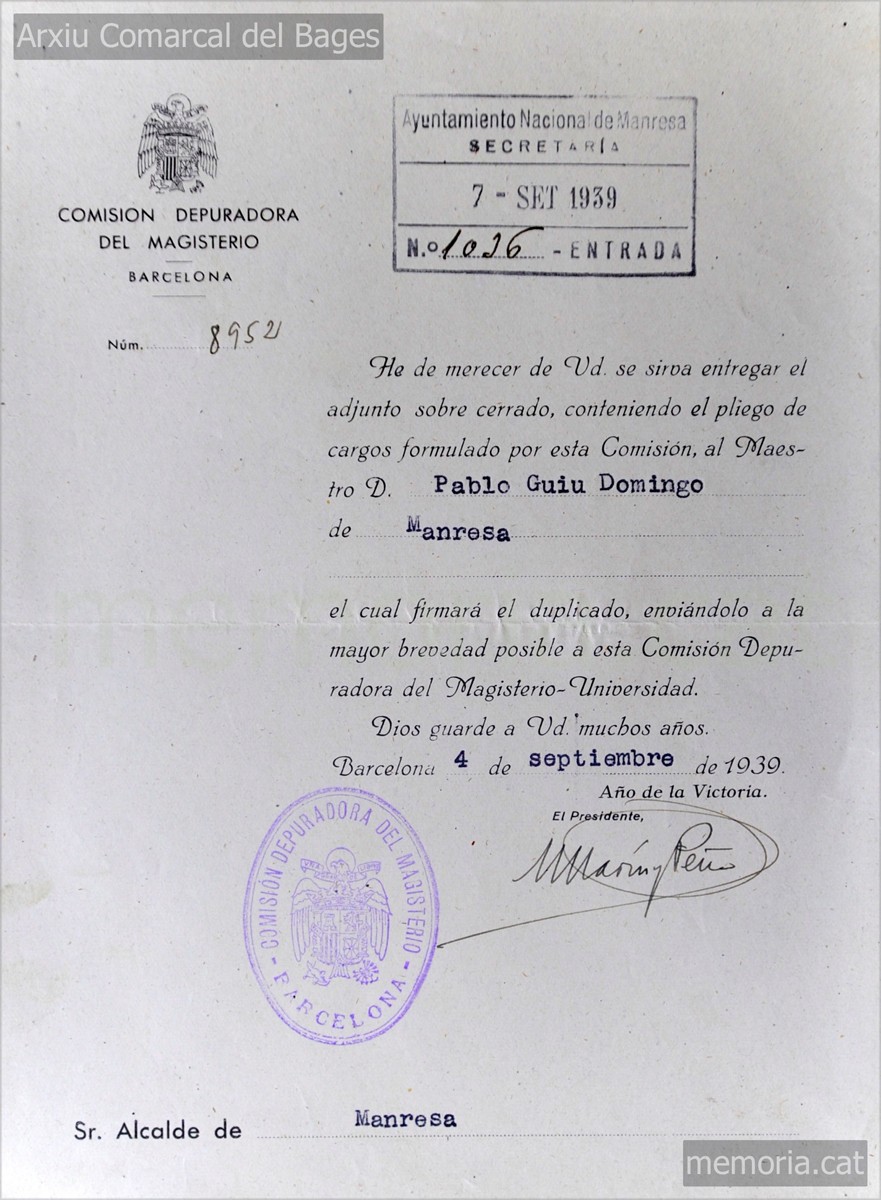 Arxiu Comarcal del Bages
COMISION DEPURADORA
DEL MAGISTERIO
BARCELONA
Núm. 8952
Ayuntamiento Nacional de Manresa
SECRETARÍA
7 - SET 1939
N.º 1036 - ENTRADA
He de merecer de Vd. se sirva entregar el
adjunto sobre cerrado, conteniendo el pliego de
cargos formulado por esta Comisión, al Maes-
tro D. Pablo Guiu Domingo
de Manresa
el cual firmará el duplicado, enviándolo a la
mayor brevedad posible a esta Comisión Depu-
radora del Magisterio-Universidad.
Dios guarde a Vd. muchos años.
Barcelona 4 de septiembre de 1939.
Año de la Victoria.
El Presidente,
COMISIÓN DEPURADORA DEL MAGISTERIO
- BARCELONA -
Sr. Alcalde de Manresa
memoria.cat